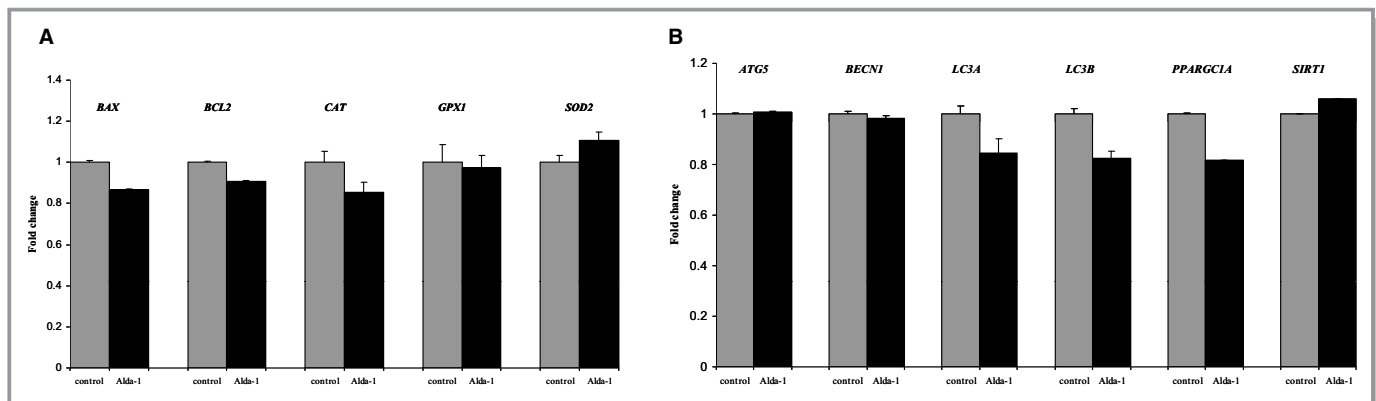 A
1.4
BAX BCL2 CAT GPX1 SOD2
1.2
1
0.8
0.6
0.4
0.2
0
Fold change
control Alda-1 control Alda-1 control Alda-1 control Alda-1 control Alda-1
B
1.2
ATG5 BECN1 LC3A LC3B PPARGC1A SIRT1
1
0.8
0.6
0.4
0.2
0
Fold change
control Alda-1 control Alda-1 control Alda-1 control Alda-1 control Alda-1 control Alda-1